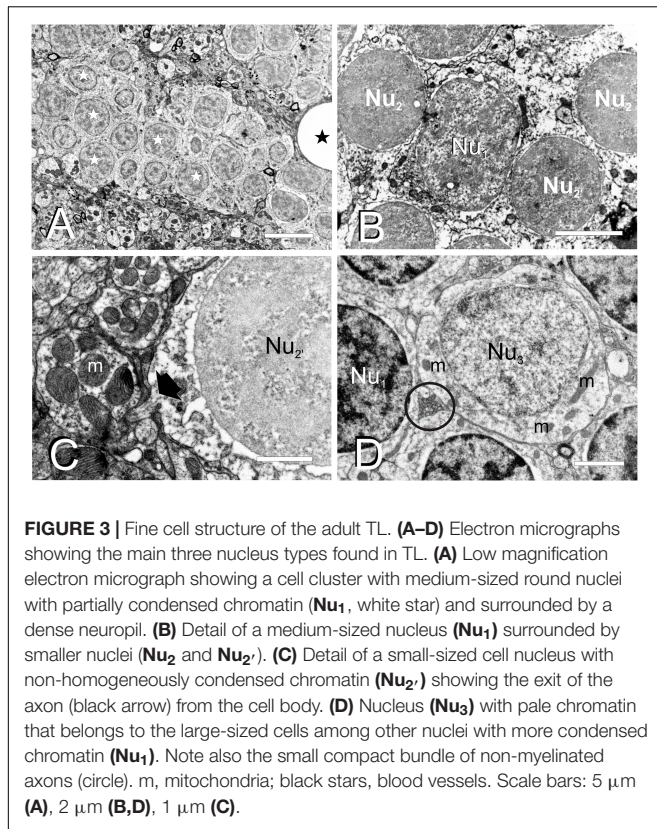 A
B
Nu2
Nu1
Nu2
Nu2'
C
m
Nu2'
D
Nu1
Nu3
m
m
FIGURE 3 | Fine cell structure of the adult TL. (A–D) Electron micrographs
showing the main three nucleus types found in TL. (A) Low magnification
electron micrograph showing a cell cluster with medium-sized round nuclei
with partially condensed chromatin (Nu1, white star) and surrounded by a
dense neuropil. (B) Detail of a medium-sized nucleus (Nu1) surrounded by
smaller nuclei (Nu2 and Nu2'). (C) Detail of a small-sized cell nucleus with
non-homogeneously condensed chromatin (Nu2') showing the exit of the
axon (black arrow) from the cell body. (D) Nucleus (Nu3) with pale chromatin
that belongs to the large-sized cells among other nuclei with more condensed
chromatin (Nu1). Note also the small compact bundle of non-myelinated
axons (circle). m, mitochondria; black stars, blood vessels. Scale bars: 5 μm
(A), 2 μm (B,D), 1 μm (C).